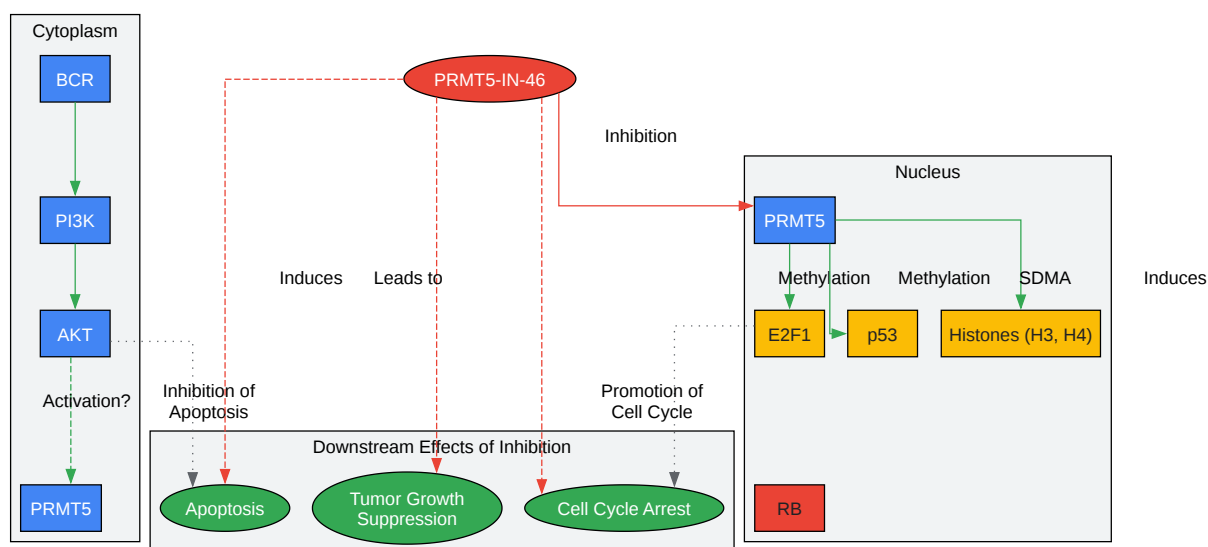 Cytoplasm
BCR
PRMT5-IN-46
Inhibition
Nucleus
PI3K
PRMT5
Induces
Leads to
Methylation
Methylation
SDMA
Induces
AKT
E2F1
p53
Histones (H3, H4)
Activation?
Inhibition of
Apoptosis
Promotion of
Cell Cycle
Downstream Effects of Inhibition
PRMT5
Apoptosis
Tumor Growth
Suppression
Cell Cycle Arrest
RB